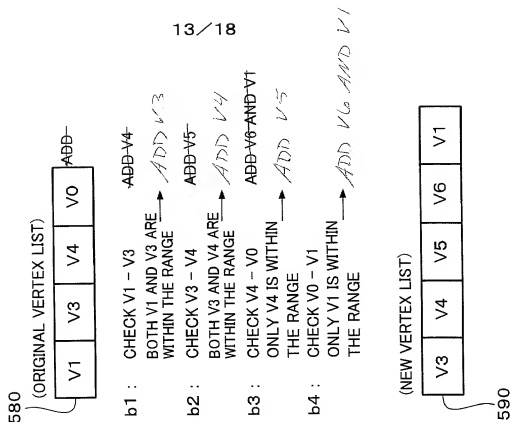 13/18
580
(ORIGINAL VERTEX LIST)
V1 V3 V4 V0 ADD
b1 : CHECK V1 – V3 ADD V4
BOTH V1 AND V3 ARE WITHIN THE RANGE → ADD V3
b2 : CHECK V3 – V4 ADD V5
BOTH V3 AND V4 ARE WITHIN THE RANGE → ADD V4
b3 : CHECK V4 – V0 ADD V6 AND V1
ONLY V4 IS WITHIN THE RANGE → ADD V5
b4 : CHECK V0 – V1
ONLY V1 IS WITHIN THE RANGE → ADD V6 AND V1
(NEW VERTEX LIST)
V3 V4 V5 V6 V1
590